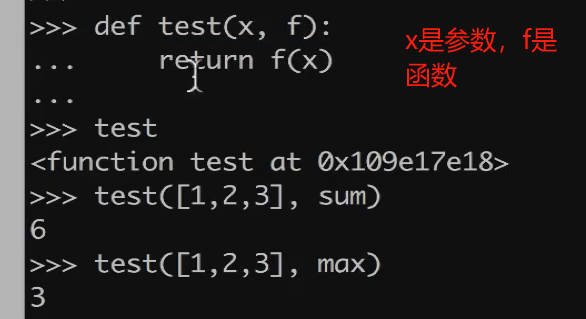 >>> def test(x, f):
...     return f(x)
...
>>> test
<function test at 0x109e17e18>
>>> test([1,2,3], sum)
6
>>> test([1,2,3], max)
3
x是参数，f是
函数